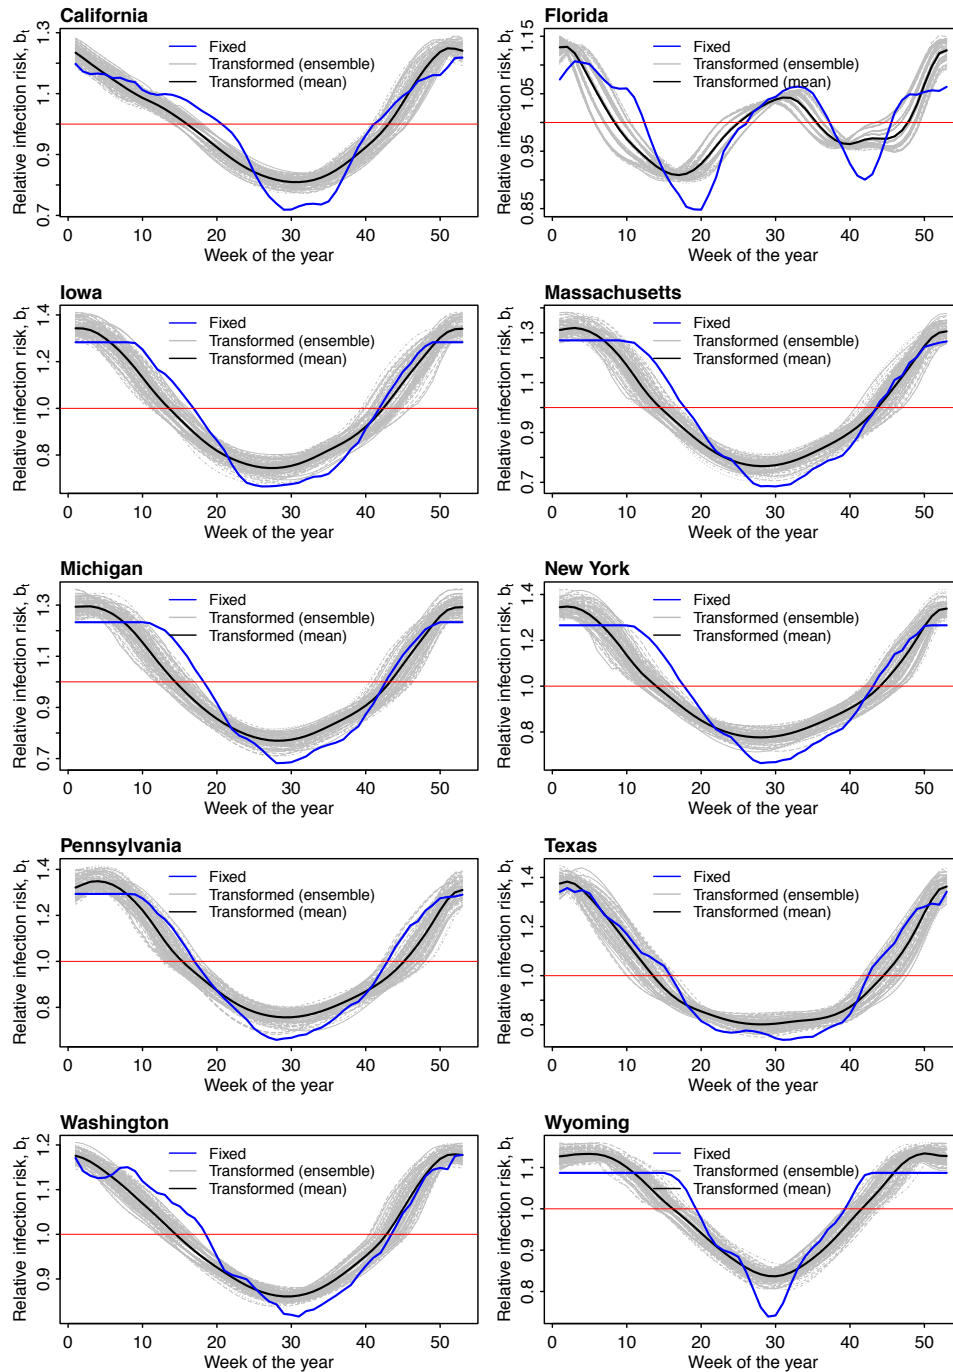 California
Relative infection risk, bt
1.3
1.1
0.9
0.7
Fixed
Transformed (ensemble)
Transformed (mean)
0 10 20 30 40 50
Week of the year
Florida
Relative infection risk, bt
1.15
1.05
0.95
0.85
Fixed
Transformed (ensemble)
Transformed (mean)
0 10 20 30 40 50
Week of the year
Iowa
Relative infection risk, bt
1.4
1.2
1.0
0.8
Fixed
Transformed (ensemble)
Transformed (mean)
0 10 20 30 40 50
Week of the year
Massachusetts
Relative infection risk, bt
1.3
1.1
0.9
0.7
Fixed
Transformed (ensemble)
Transformed (mean)
0 10 20 30 40 50
Week of the year
Michigan
Relative infection risk, bt
1.3
1.1
0.9
0.7
Fixed
Transformed (ensemble)
Transformed (mean)
0 10 20 30 40 50
Week of the year
New York
Relative infection risk, bt
1.4
1.2
1.0
0.8
Fixed
Transformed (ensemble)
Transformed (mean)
0 10 20 30 40 50
Week of the year
Pennsylvania
Relative infection risk, bt
1.4
1.2
1.0
0.8
Fixed
Transformed (ensemble)
Transformed (mean)
0 10 20 30 40 50
Week of the year
Texas
Relative infection risk, bt
1.4
1.2
1.0
0.8
Fixed
Transformed (ensemble)
Transformed (mean)
0 10 20 30 40 50
Week of the year
Washington
Relative infection risk, bt
1.2
1.1
1.0
0.9
Fixed
Transformed (ensemble)
Transformed (mean)
0 10 20 30 40 50
Week of the year
Wyoming
Relative infection risk, bt
1.1
1.0
0.9
0.8
Fixed
Transformed (ensemble)
Transformed (mean)
0 10 20 30 40 50
Week of the year